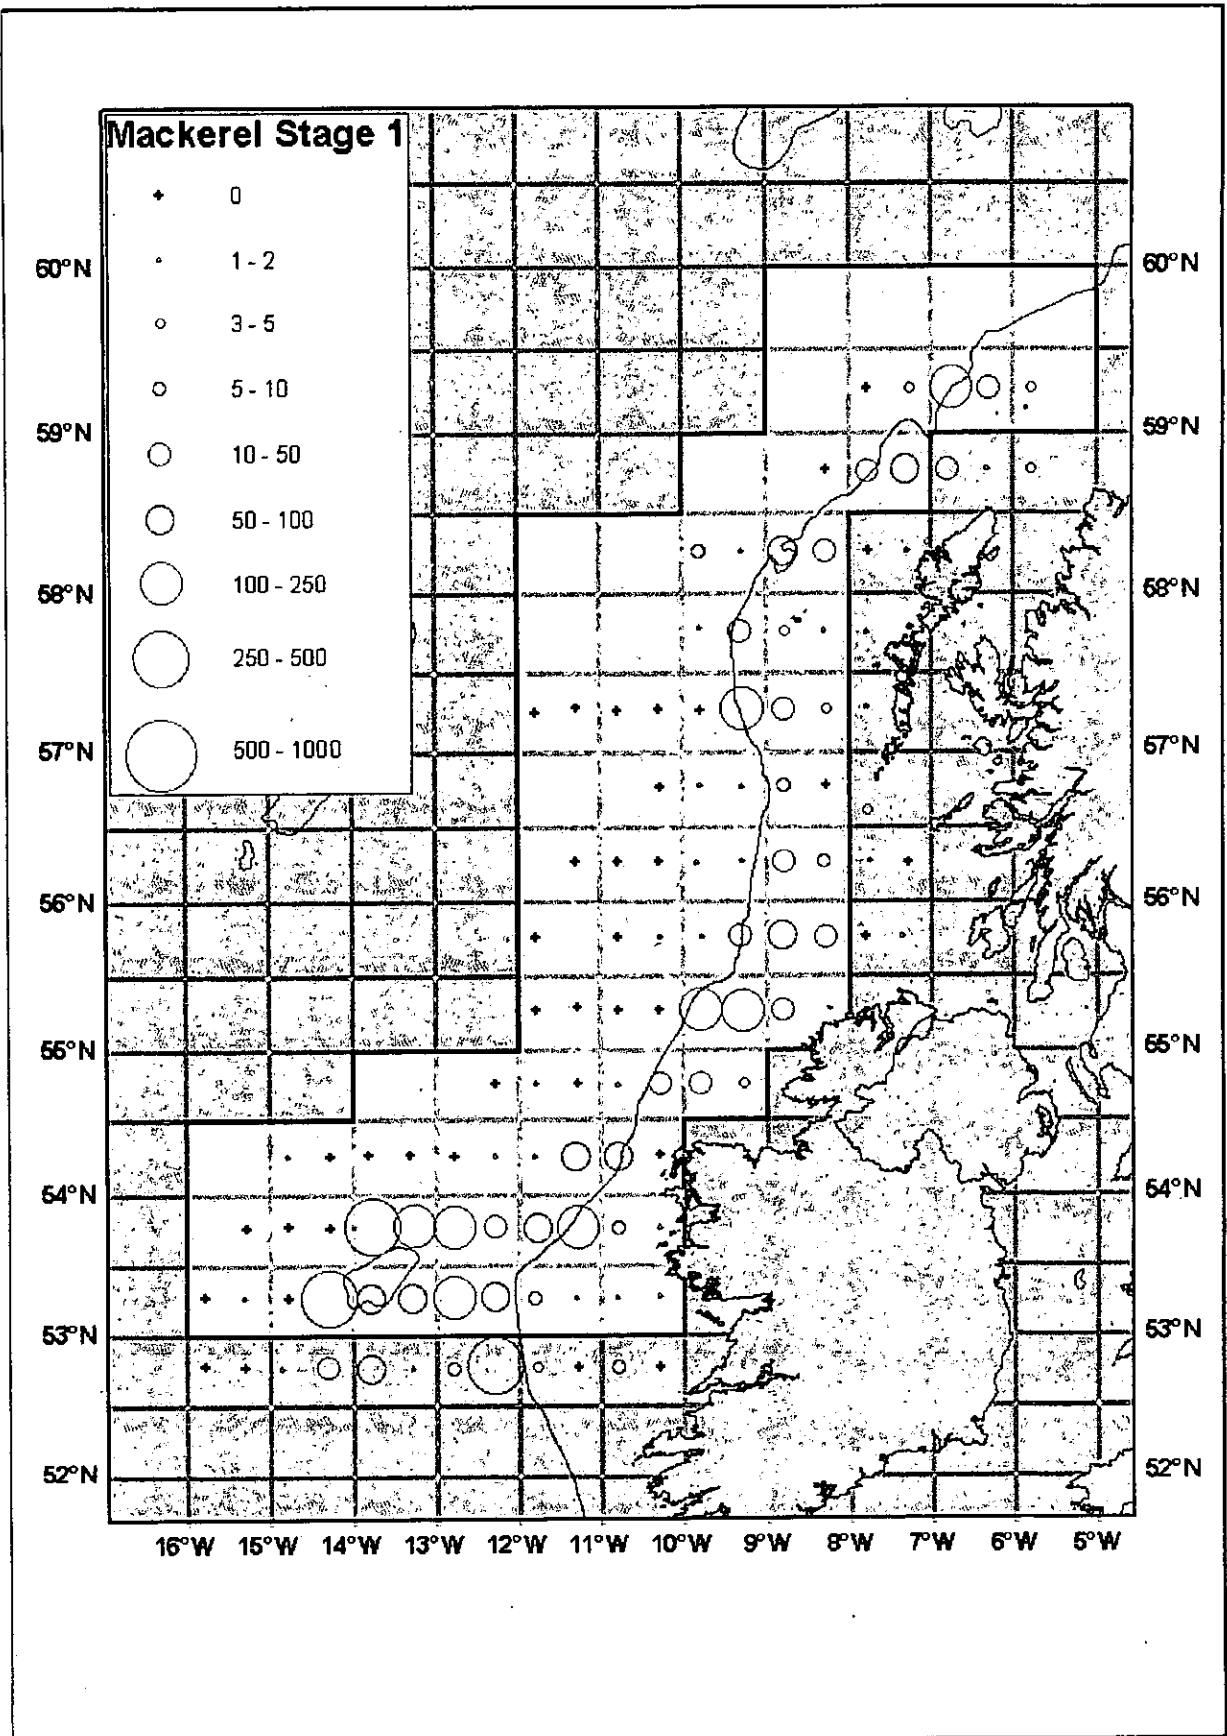 Mackerel Stage 1
0
1 - 2
3 - 5
5 - 10
10 - 50
50 - 100
100 - 250
250 - 500
500 - 1000
60°N 60°N
59°N 59°N
58°N 58°N
57°N 57°N
56°N 56°N
55°N 55°N
54°N 54°N
53°N 53°N
52°N 52°N
16°W 15°W 14°W 13°W 12°W 11°W 10°W 9°W 8°W 7°W 6°W 5°W